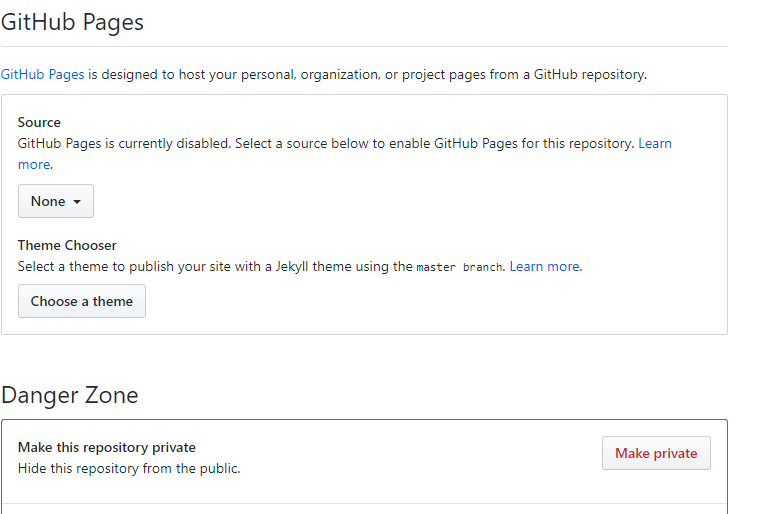 GitHub Pages
GitHub Pages is designed to host your personal, organization, or project pages from a GitHub repository.
Source
GitHub Pages is currently disabled. Select a source below to enable GitHub Pages for this repository. Learn
more.
None
Theme Chooser
Select a theme to publish your site with a Jekyll theme using the master branch. Learn more.
Choose a theme
Danger Zone
Make this repository private
Hide this repository from the public.
Make private